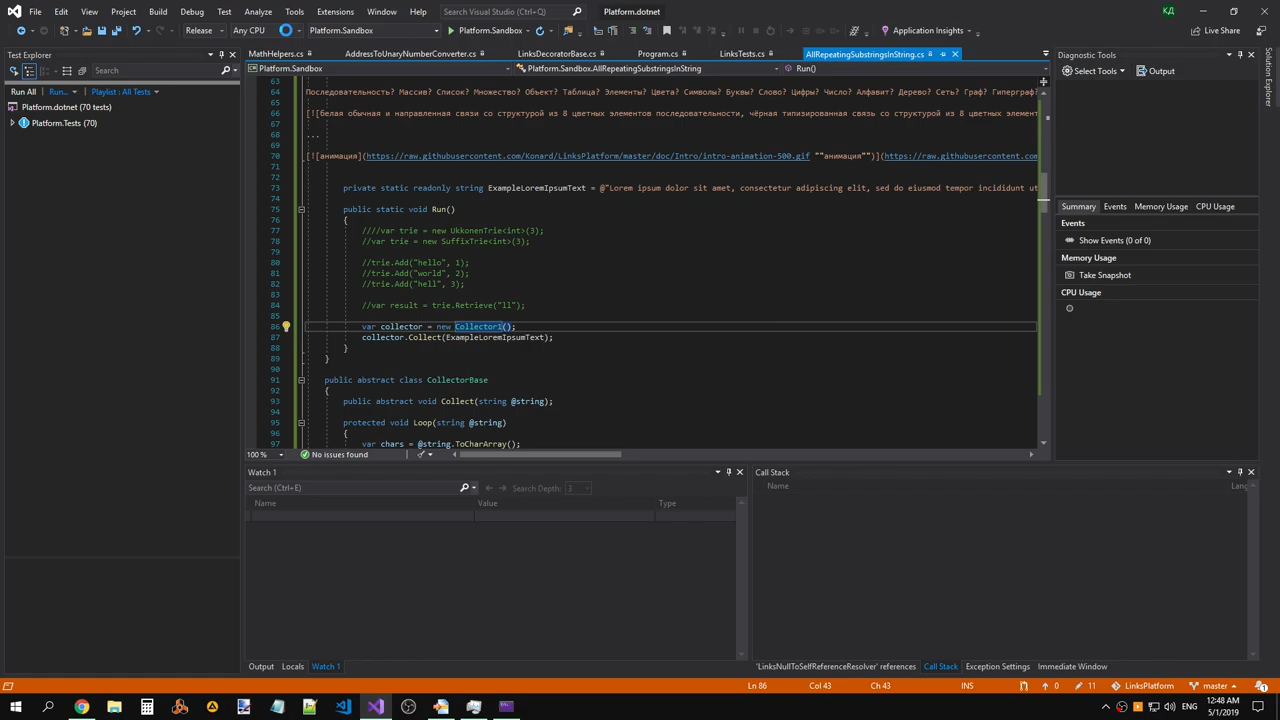 File Edit View Project Build Debug Team Tools Test Analyze Tools Extensions Window Help Search Visual Studio (Ctrl+Q) Platform.dotnet КД
Release Any CPU Platform.Sandbox Platform.Sandbox Application Insights Live Share
Test Explorer
Search
Run All Run... Playlist : All Tests
Platform.dotnet (70 tests)
Platform.Tests (70)
MathHelpers.cs AddressToUnaryNumberConverter.cs LinksDecoratorBase.cs Program.cs LinksTests.cs AllRepeatingSubstringsInString.cs
Platform.Sandbox Platform.Sandbox.AllRepeatingSubstringsInString Run()
63
64 Последовательность? Массив? Список? Множество? Объект? Таблица? Элементы? Цвета? Символы? Буквы? Слово? Цифры? Число? Алфавит? Дерево? Сеть? Граф? Гиперграф?
65
66 [![белая обычная и направленная связи со структурой из 8 цветных элементов последовательности, чёрная типизированная связь со структурой из 8 цветных элемент
67
68 ...
69
70 [![анимация](https://raw.githubusercontent.com/Konard/LinksPlatform/master/doc/Intro/intro-animation-500.gif ""анимация"")](https://raw.githubusercontent.com
71
72
73 private static readonly string ExampleLoremIpsumText = @"Lorem ipsum dolor sit amet, consectetur adipiscing elit, sed do eiusmod tempor incididunt ut
74
75 public static void Run()
76 {
77 ////var trie = new UkkonenTrie<int>(3);
78 //var trie = new SuffixTrie<int>(3);
79
80 //trie.Add("hello", 1);
81 //trie.Add("world", 2);
82 //trie.Add("hell", 3);
83
84 //var result = trie.Retrieve("ll");
85
86 var collector = new Collector1();
87 collector.Collect(ExampleLoremIpsumText);
88 }
89 }
90
91 public abstract class CollectorBase
92 {
93 public abstract void Collect(string @string);
94
95 protected void Loop(string @string)
96 {
97 var chars = @string.ToCharArray();
100 % No issues found
Diagnostic Tools
Select Tools Output
Summary Events Memory Usage CPU Usage
Events
Show Events (0 of 0)
Memory Usage
Take Snapshot
CPU Usage
Solution Explorer
Watch 1
Search (Ctrl+E) Search Depth: 3
Name Value Type
Call Stack
Name Lang
Output Locals Watch 1
'LinksNullToSelfReferenceResolver' references Call Stack Exception Settings Immediate Window
Ln 86 Col 43 Ch 43 INS 0 11 LinksPlatform master 1
ENG 12:48 AM
5/1/2019